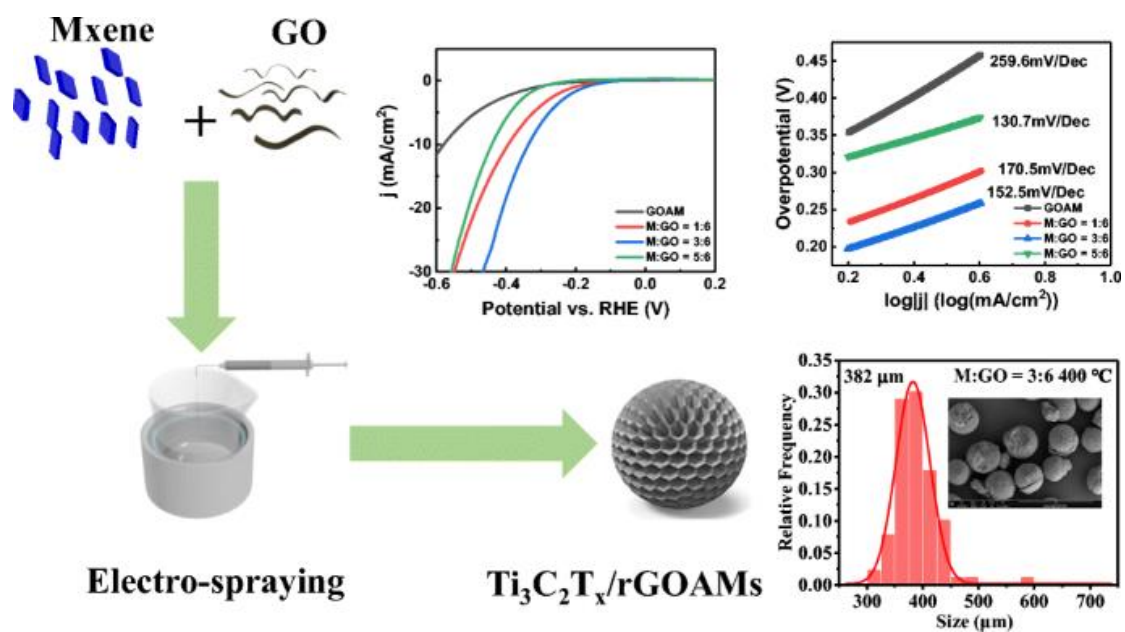 Mxene
GO
+
j (mA/cm²)
0
-10
-20
-30
-0.6
-0.4
-0.2
0.0
0.2
Potential vs. RHE (V)
GOAM
M:GO = 1:6
M:GO = 3:6
M:GO = 5:6
Overpotential (V)
0.45
0.40
0.35
0.30
0.25
0.20
0.2
0.4
0.6
0.8
1.0
log|j| (log(mA/cm²))
259.6mV/Dec
130.7mV/Dec
170.5mV/Dec
152.5mV/Dec
GOAM
M:GO = 1:6
M:GO = 3:6
M:GO = 5:6
Electro-spraying
Ti₃C₂Tₓ/rGOAMs
Relative Frequency
0.35
0.30
0.25
0.20
0.15
0.10
0.05
0.00
300
400
500
600
700
Size (μm)
382 μm
M:GO = 3:6 400 ℃